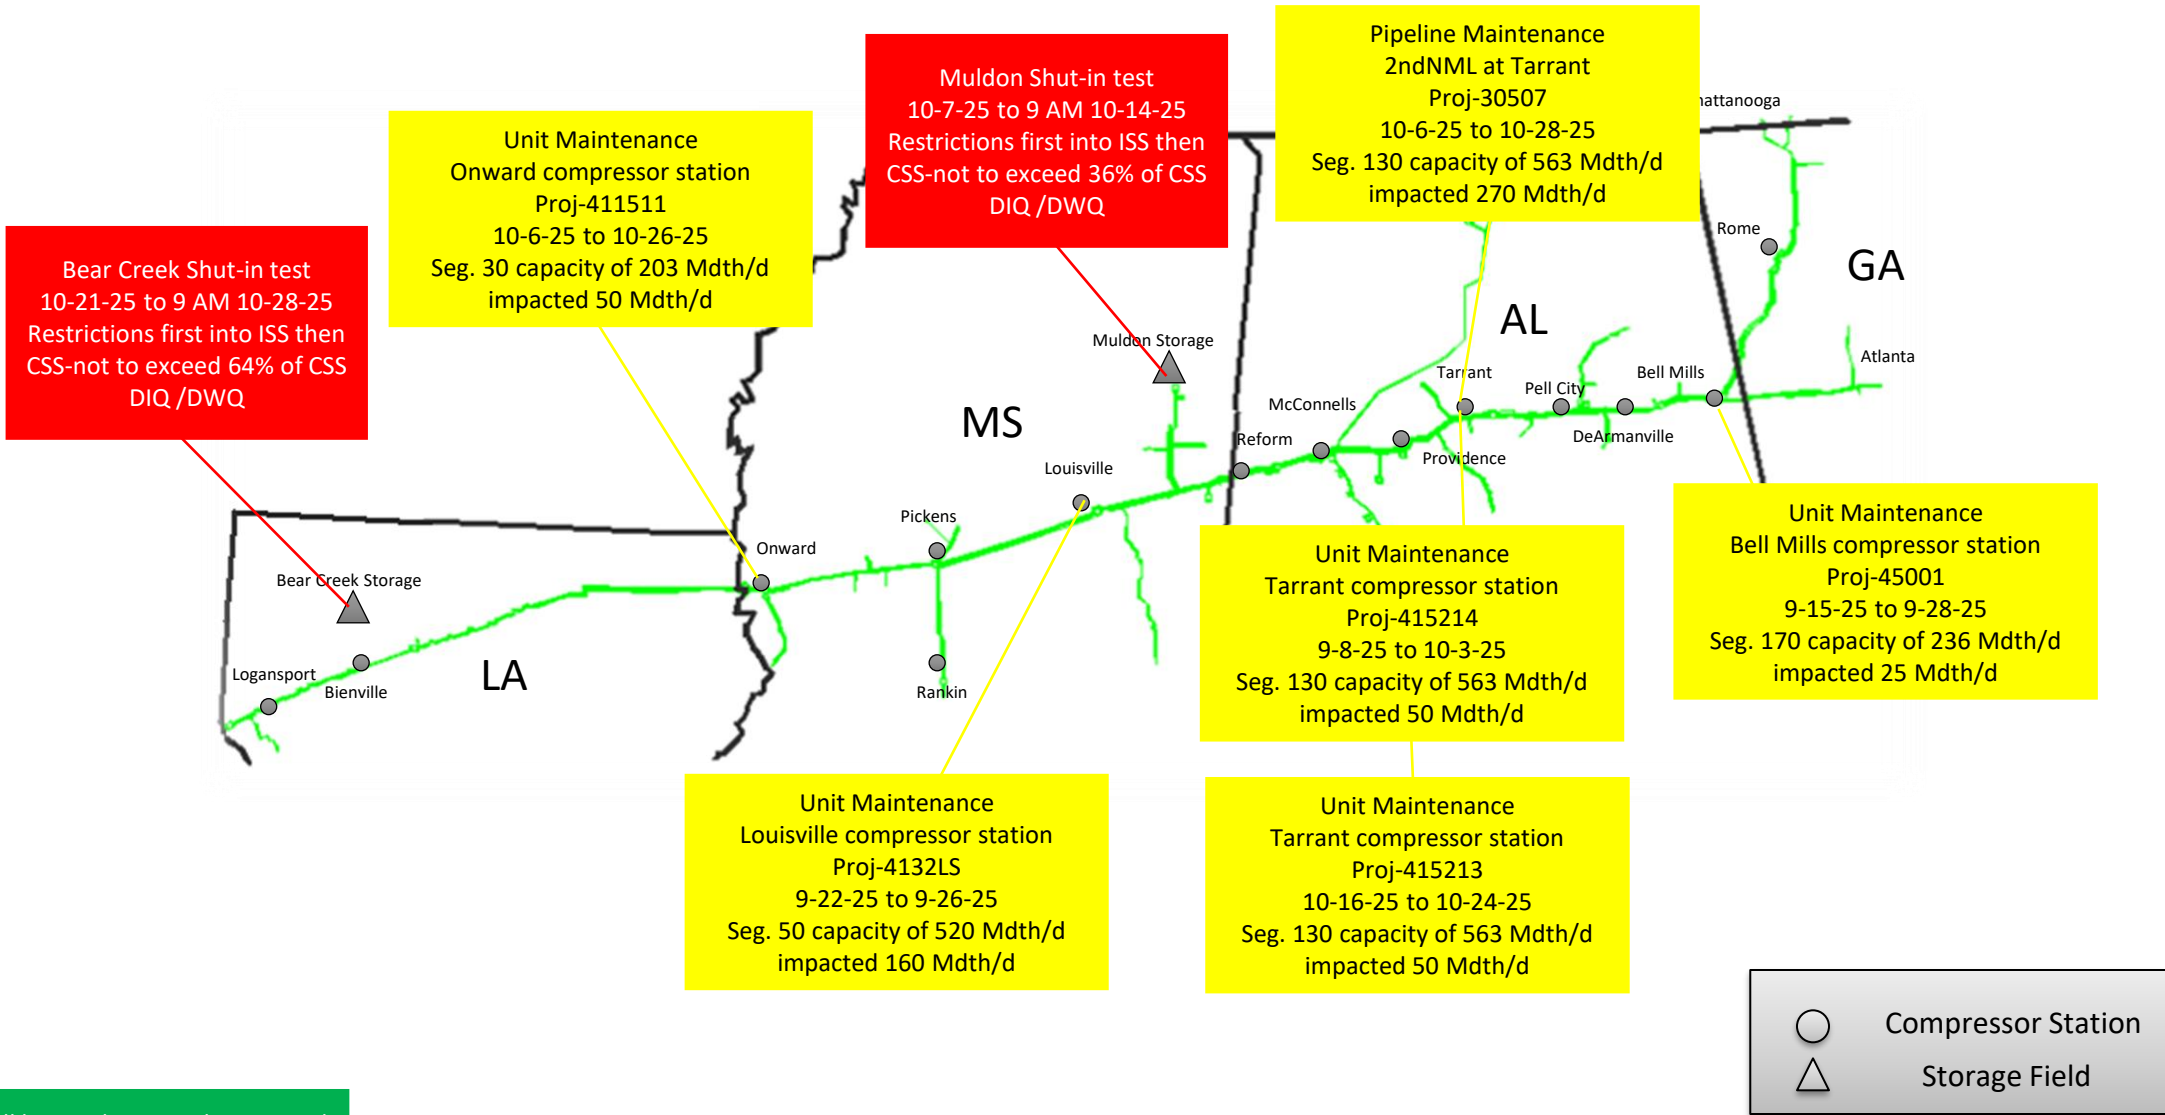 Pipeline Maintenance
2ndNML at Tarrant
Proj-30507
10-6-25 to 10-28-25
Seg. 130 capacity of 563 Mdth/d
impacted 270 Mdth/d
Muldon Shut-in test
10-7-25 to 9 AM 10-14-25
Restrictions first into ISS then
CSS-not to exceed 36% of CSS
DIQ /DWQ
Unit Maintenance
Onward compressor station
Proj-411511
10-6-25 to 10-26-25
Seg. 30 capacity of 203 Mdth/d
impacted 50 Mdth/d
Bear Creek Shut-in test
10-21-25 to 9 AM 10-28-25
Restrictions first into ISS then
CSS-not to exceed 64% of CSS
DIQ /DWQ
hattanooga
Rome
GA
AL
Muldon Storage
Atlanta
Tarrant
Pell City
Bell Mills
McConnells
MS
Reform
DeArmanville
Providence
Louisville
Pickens
Onward
Bear Creek Storage
LA
Logansport
Bienville
Rankin
Unit Maintenance
Bell Mills compressor station
Proj-45001
9-15-25 to 9-28-25
Seg. 170 capacity of 236 Mdth/d
impacted 25 Mdth/d
Unit Maintenance
Tarrant compressor station
Proj-415214
9-8-25 to 10-3-25
Seg. 130 capacity of 563 Mdth/d
impacted 50 Mdth/d
Unit Maintenance
Louisville compressor station
Proj-4132LS
9-22-25 to 9-26-25
Seg. 50 capacity of 520 Mdth/d
impacted 160 Mdth/d
Unit Maintenance
Tarrant compressor station
Proj-415213
10-16-25 to 10-24-25
Seg. 130 capacity of 563 Mdth/d
impacted 50 Mdth/d
Compressor Station
Storage Field